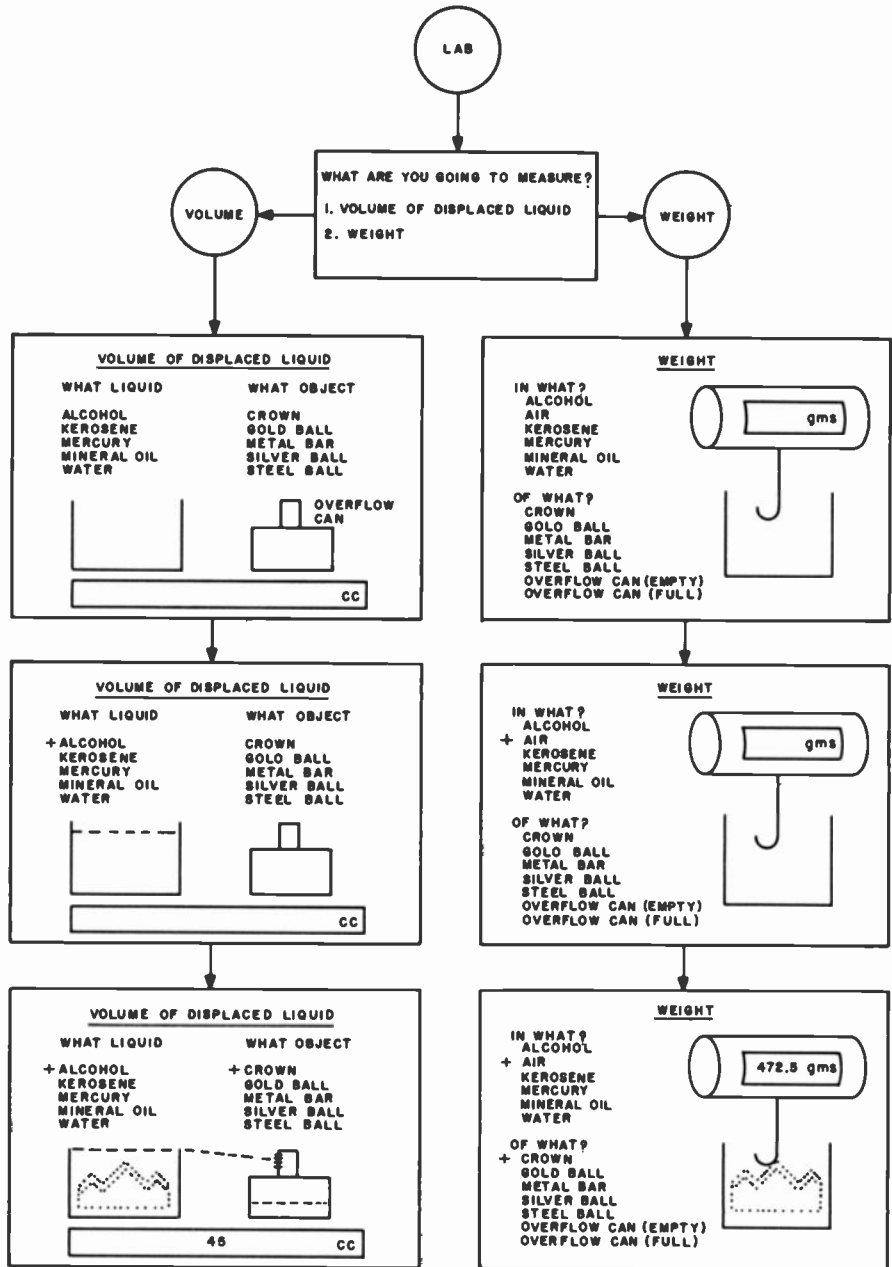 LAB
WHAT ARE YOU GOING TO MEASURE?
1. VOLUME OF DISPLACED LIQUID
2. WEIGHT
VOLUME
WEIGHT
VOLUME OF DISPLACED LIQUID
WHAT LIQUID WHAT OBJECT
ALCOHOL CROWN
KEROSENE GOLD BALL
MERCURY METAL BAR
MINERAL OIL SILVER BALL
WATER STEEL BALL
OVERFLOW
CAN
CC
WEIGHT
IN WHAT?
ALCOHOL
AIR
KEROSENE
MERCURY
MINERAL OIL
WATER
gms
OF WHAT?
CROWN
GOLD BALL
METAL BAR
SILVER BALL
STEEL BALL
OVERFLOW CAN (EMPTY)
OVERFLOW CAN (FULL)
VOLUME OF DISPLACED LIQUID
WHAT LIQUID WHAT OBJECT
+ ALCOHOL CROWN
KEROSENE GOLD BALL
MERCURY METAL BAR
MINERAL OIL SILVER BALL
WATER STEEL BALL
CC
WEIGHT
IN WHAT?
ALCOHOL
+ AIR
KEROSENE
MERCURY
MINERAL OIL
WATER
gms
OF WHAT?
CROWN
GOLD BALL
METAL BAR
SILVER BALL
STEEL BALL
OVERFLOW CAN (EMPTY)
OVERFLOW CAN (FULL)
VOLUME OF DISPLACED LIQUID
WHAT LIQUID WHAT OBJECT
+ ALCOHOL + CROWN
KEROSENE GOLD BALL
MERCURY METAL BAR
MINERAL OIL SILVER BALL
WATER STEEL BALL
45 CC
WEIGHT
IN WHAT?
ALCOHOL
+ AIR
KEROSENE
MERCURY
MINERAL OIL
WATER
472.5 gms
OF WHAT?
+ CROWN
GOLD BALL
METAL BAR
SILVER BALL
STEEL BALL
OVERFLOW CAN (EMPTY)
OVERFLOW CAN (FULL)